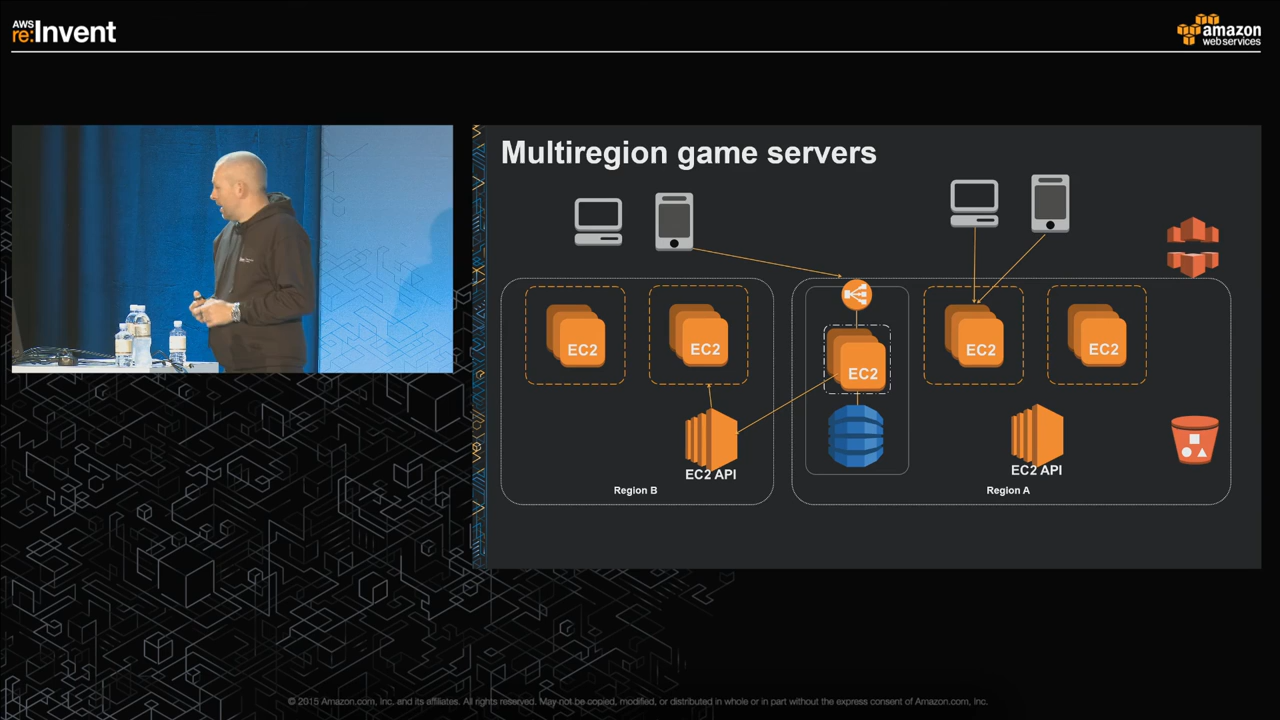 AWS
re:Invent
amazon
web services
Multiregion game servers
EC2
EC2
EC2
EC2
EC2
EC2 API
EC2 API
Region B
Region A
© 2015 Amazon.com, Inc. and its affiliates. All rights reserved. May not be copied, modified, or distributed in whole or in part without the express consent of Amazon.com, Inc.